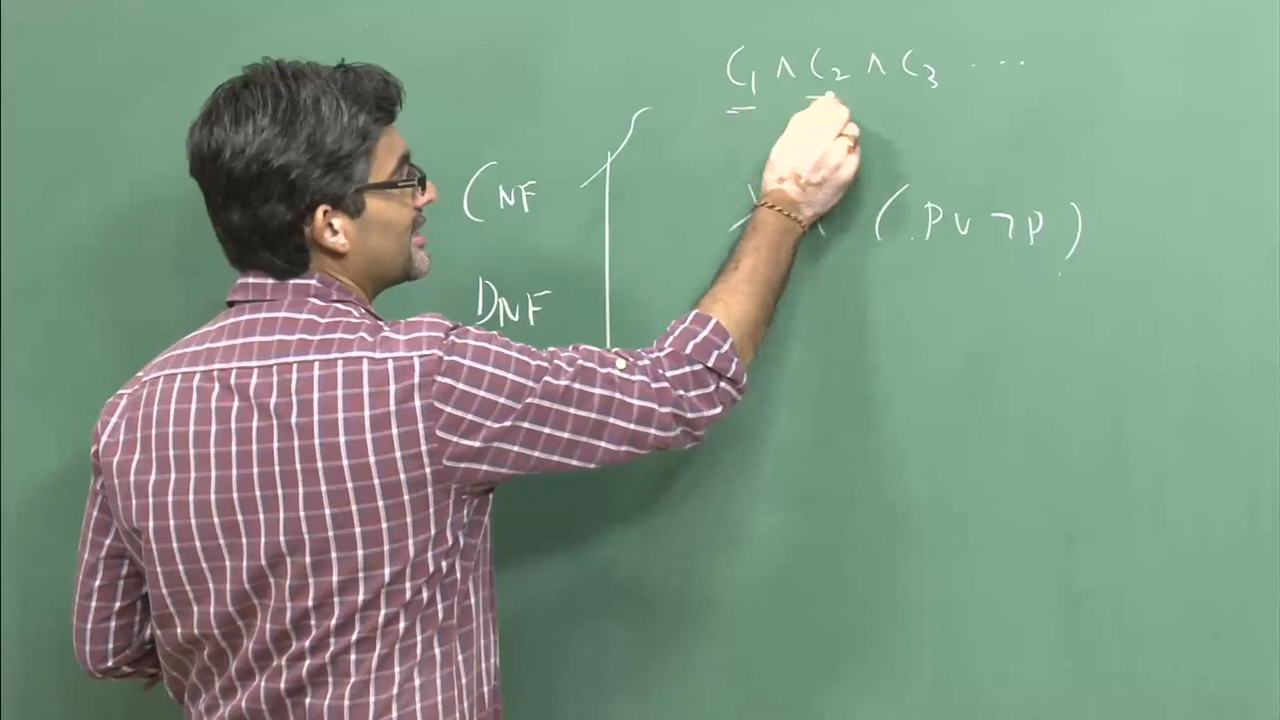 C₁ ∧ C₂ ∧ C₃ ...
CNF
(P ∨ ¬P)
DNF